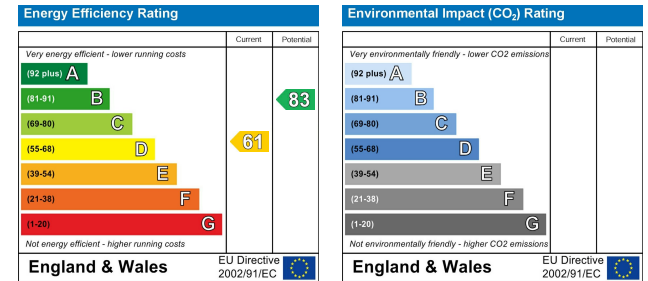 Energy Efficiency Rating
Current Potential
Very energy efficient - lower running costs
(92 plus) A
(81-91) B
83
(69-80) C
61
(55-68) D
(39-54) E
(21-38) F
(1-20) G
Not energy efficient - higher running costs
England & Wales
EU Directive
2002/91/EC
Environmental Impact (CO₂) Rating
Current Potential
Very environmentally friendly - lower CO2 emissions
(92 plus) A
(81-91) B
(69-80) C
(55-68) D
(39-54) E
(21-38) F
(1-20) G
Not environmentally friendly - higher CO2 emissions
England & Wales
EU Directive
2002/91/EC